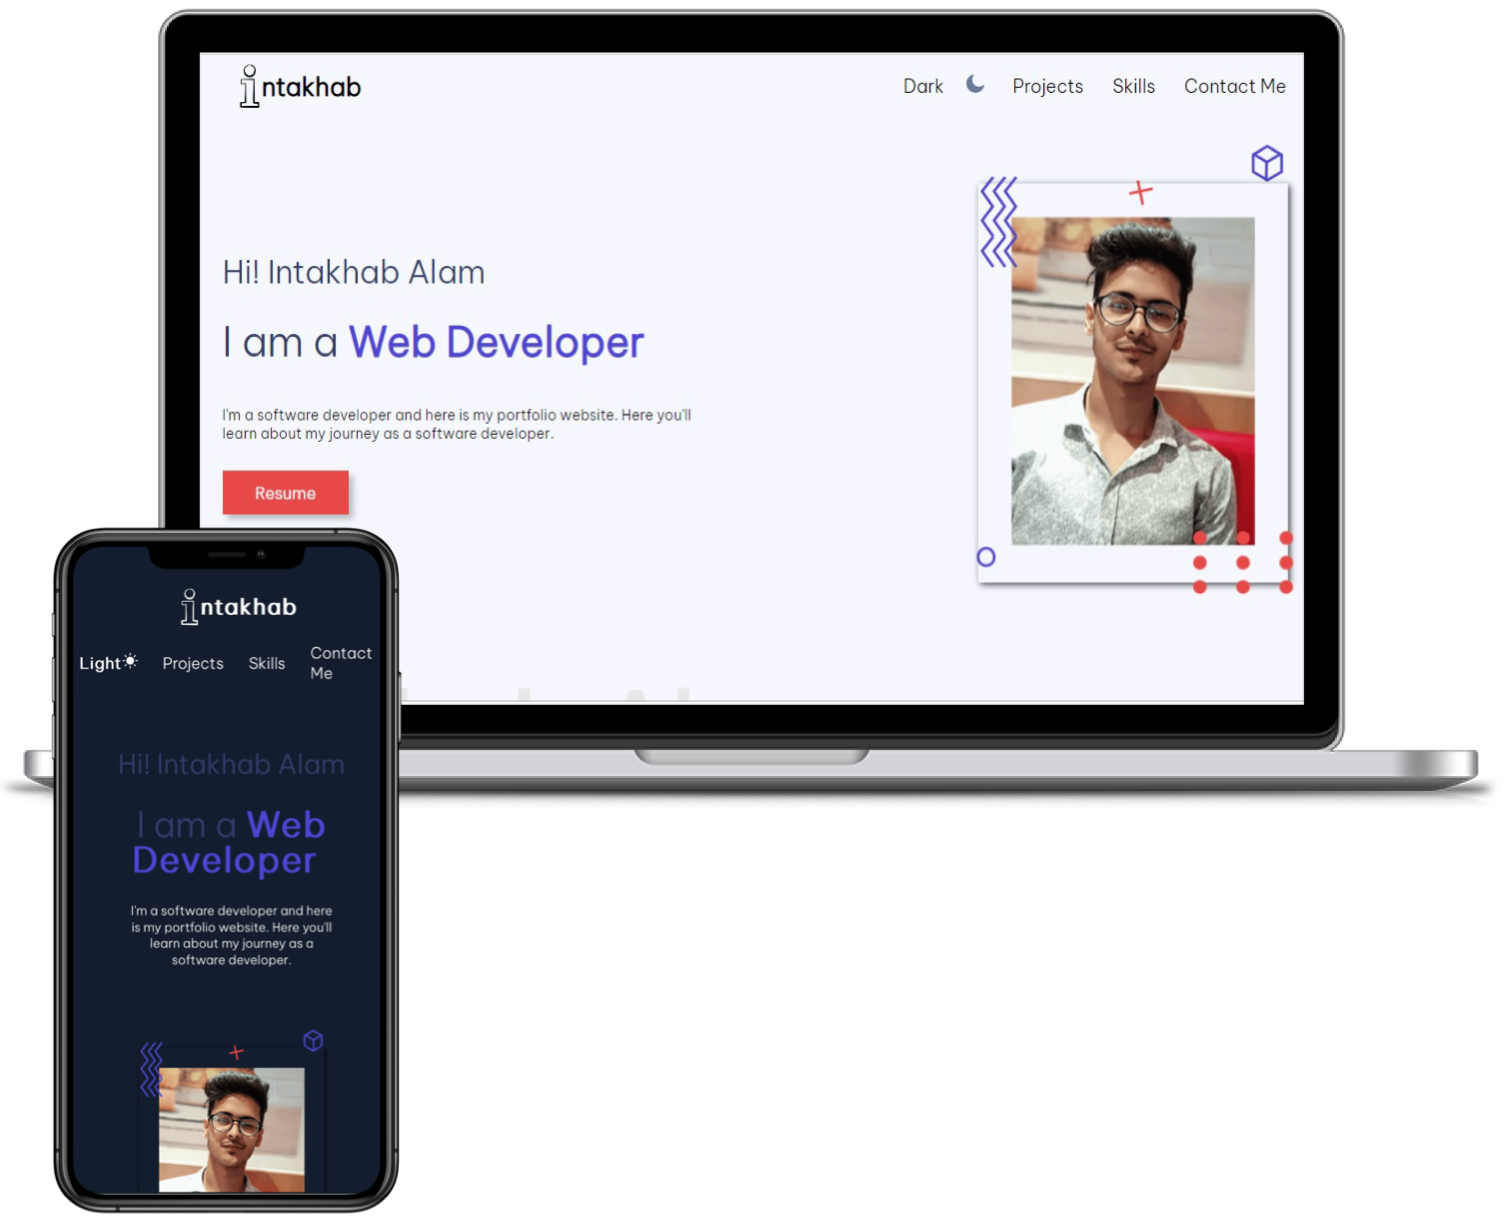 intakhab
Dark Projects Skills Contact Me
Hi! Intakhab Alam
I am a Web Developer
I'm a software developer and here is my portfolio website. Here you'll
learn about my journey as a software developer.
Resume
intakhab
Light Projects Skills Contact
Me
Hi! Intakhab Alam
I am a Web
Developer
I'm a software developer and here
is my portfolio website. Here you'll
learn about my journey as a
software developer.